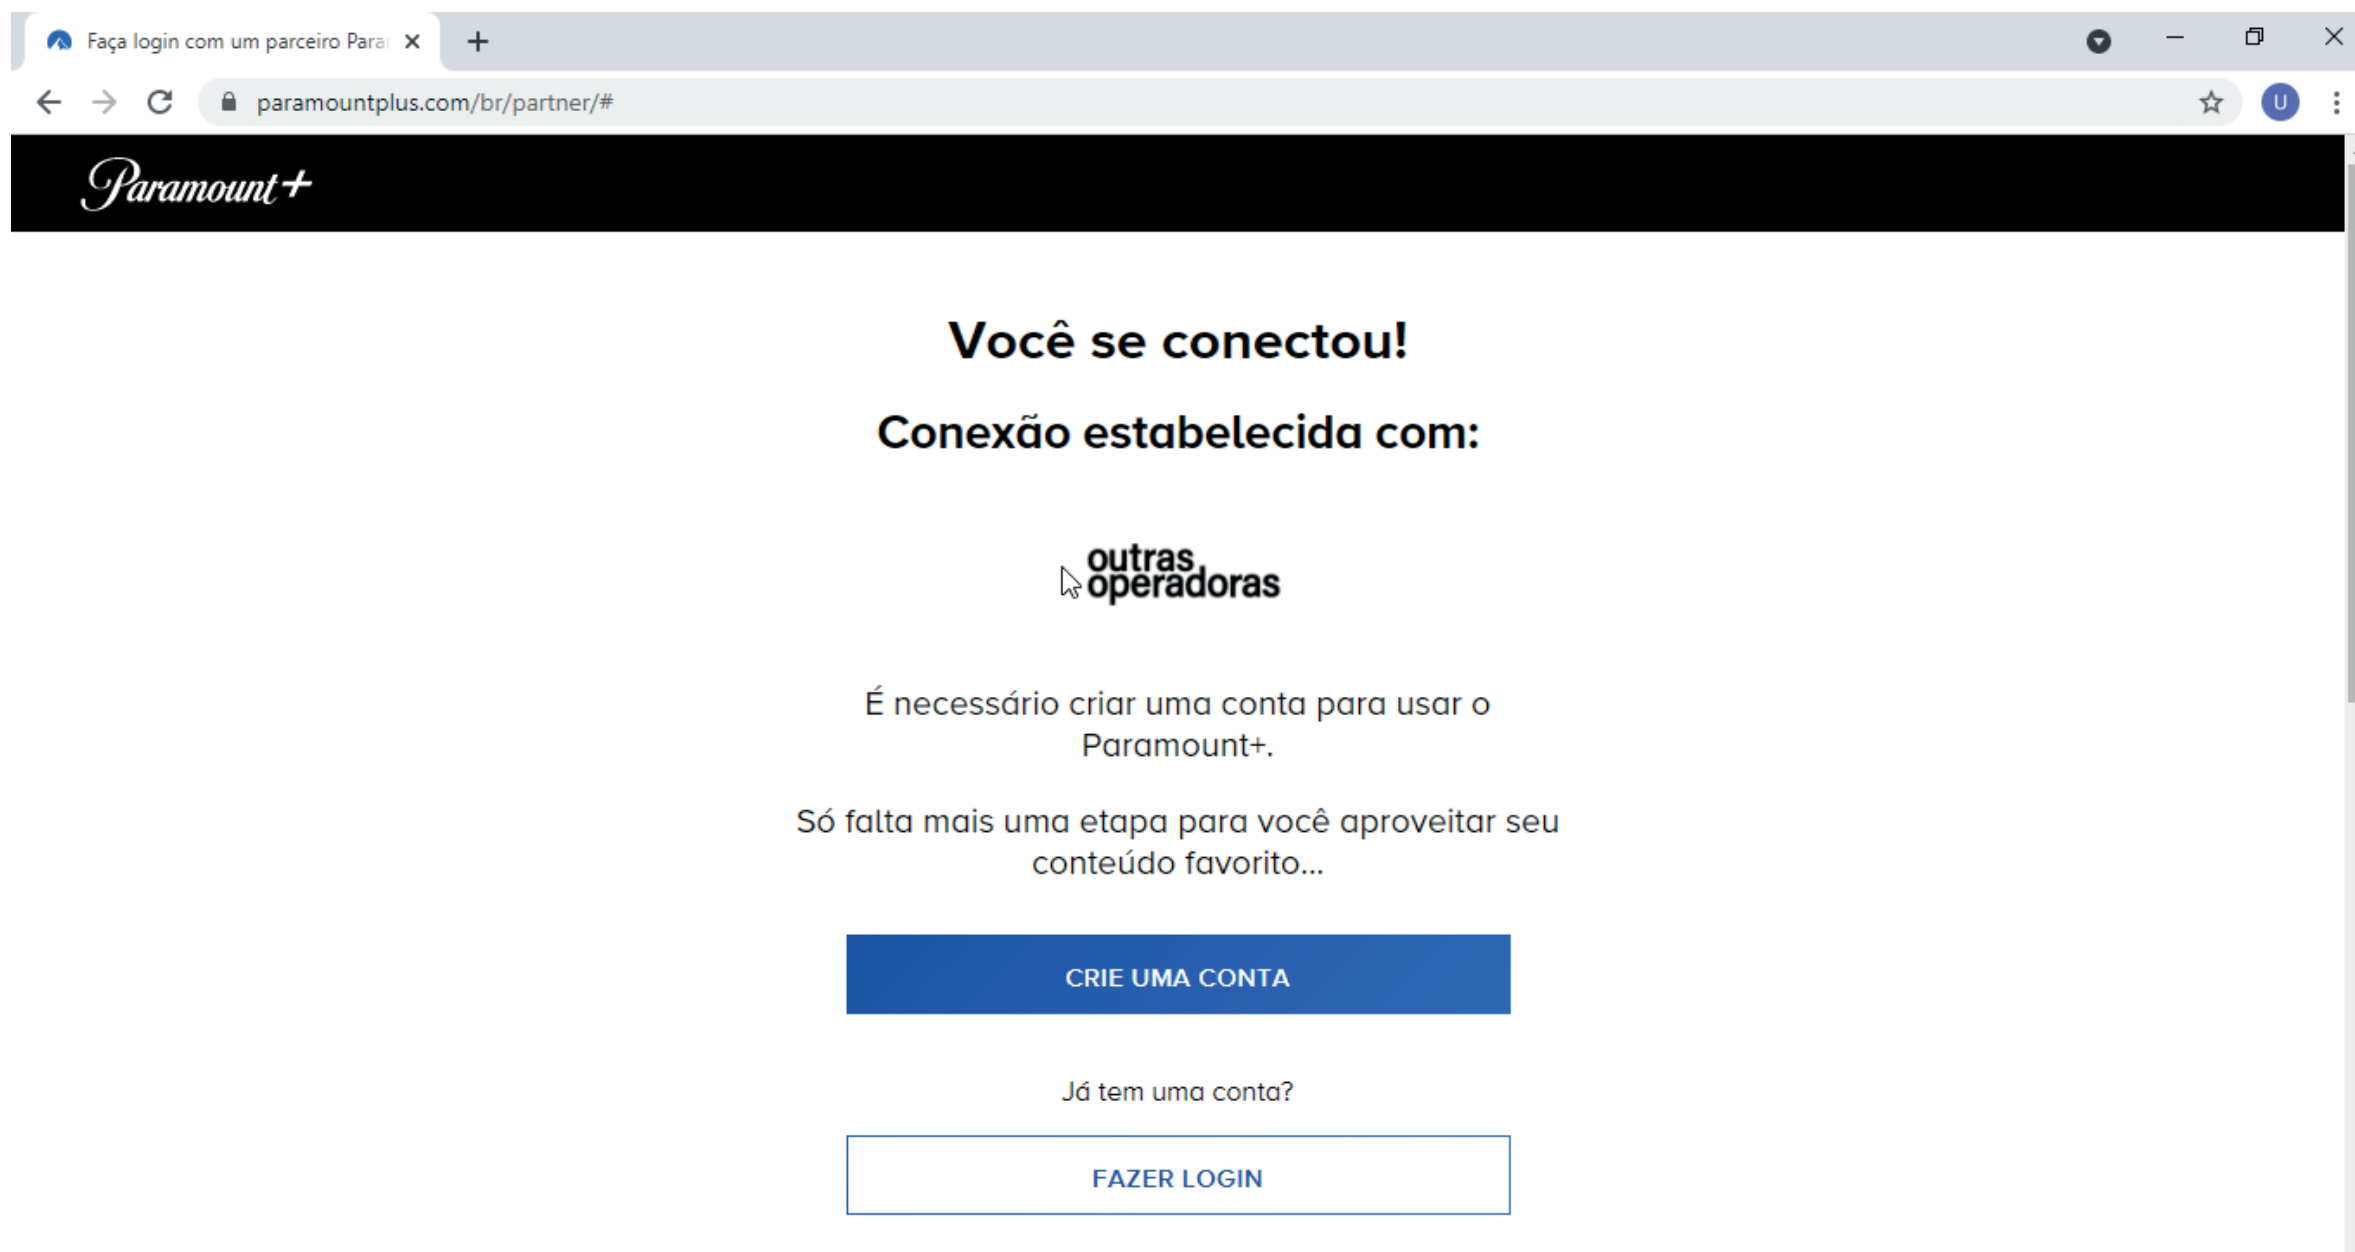 Faça login com um parceiro Para
paramountplus.com/br/partner/#
U
Paramount+
Você se conectou!
Conexão estabelecida com:
outras
operadoras
É necessário criar uma conta para usar o
Paramount+.
Só falta mais uma etapa para você aproveitar seu
conteúdo favorito...
CRIE UMA CONTA
Já tem uma conta?
FAZER LOGIN